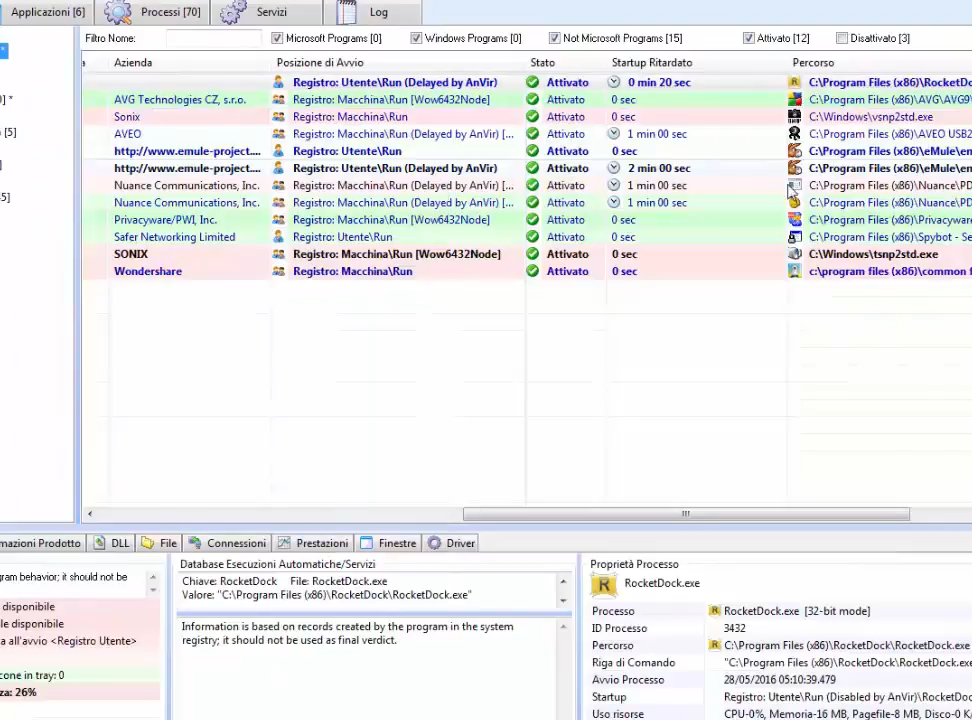 Applicazioni [6] Processi [70] Servizi Log
Filtro Nome: Microsoft Programs [0] Windows Programs [0] Not Microsoft Programs [15] Attivato [12] Disattivato [3]
a Azienda Posizione di Avvio Stato Startup Ritardato Percorso
Registro: Utente\Run (Delayed by AnVir) Attivato 0 min 20 sec C:\Program Files (x86)\RocketDo
AVG Technologies CZ, s.r.o. Registro: Macchina\Run [Wow6432Node] Attivato 0 sec C:\Program Files (x86)\AVG\AVG9
Sonix Registro: Macchina\Run Attivato 0 sec C:\Windows\vsnp2std.exe
AVEO Registro: Macchina\Run (Delayed by AnVir) [... Attivato 1 min 00 sec C:\Program Files (x86)\AVEO USB2
http://www.emule-project.... Registro: Utente\Run Attivato 0 sec C:\Program Files (x86)\eMule\en
http://www.emule-project.... Registro: Utente\Run (Delayed by AnVir) Attivato 2 min 00 sec C:\Program Files (x86)\eMule\en
Nuance Communications, Inc. Registro: Macchina\Run (Delayed by AnVir) [... Attivato 1 min 00 sec C:\Program Files (x86)\Nuance\PD
Nuance Communications, Inc. Registro: Macchina\Run (Delayed by AnVir) [... Attivato 1 min 00 sec C:\Program Files (x86)\Nuance\PD
Privacyware/PWI, Inc. Registro: Macchina\Run [Wow6432Node] Attivato 0 sec C:\Program Files (x86)\Privacywar
Safer Networking Limited Registro: Utente\Run Attivato 0 sec C:\Program Files (x86)\Spybot - Se
SONIX Registro: Macchina\Run [Wow6432Node] Attivato 0 sec C:\Windows\tsnp2std.exe
Wondershare Registro: Macchina\Run Attivato 0 sec c:\program files (x86)\common f
*
0] *
[5]
]
5]
mazioni Prodotto DLL File Connessioni Prestazioni Finestre Driver
gram behavior; it should not be
disponibile
le disponibile
a all'avvio <Registro Utente>
cone in tray: 0
za: 26%
Database Esecuzioni Automatiche/Servizi
Chiave: RocketDock File: RocketDock.exe
Valore: "C:\Program Files (x86)\RocketDock\RocketDock.exe"
Information is based on records created by the program in the system
registry; it should not be used as final verdict.
Proprietà Processo
RocketDock.exe
Processo RocketDock.exe [32-bit mode]
ID Processo 3432
Percorso C:\Program Files (x86)\RocketDock\RocketDock.exe
Riga di Comando "C:\Program Files (x86)\RocketDock\RocketDock.exe
Avvio Processo 28/05/2016 05:10:39.479
Startup Registro: Utente\Run (Disabled by AnVir)\RocketDo
Uso risorse CPU-0%, Memoria-16 MB, Pagefile-8 MB, Disco-0 K